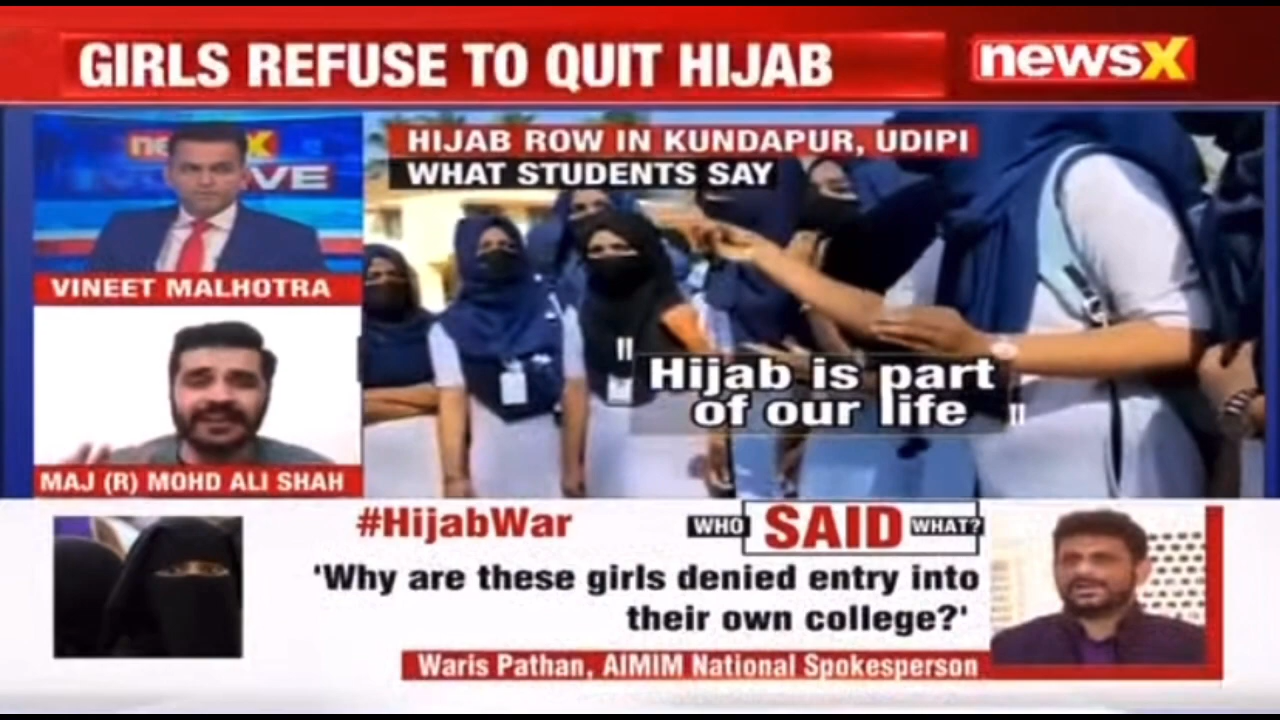 GIRLS REFUSE TO QUIT HIJAB
newsX
HIJAB ROW IN KUNDAPUR, UDIPI
WHAT STUDENTS SAY
VINEET MALHOTRA
"Hijab is part
of our life"
MAJ (R) MOHD ALI SHAH
#HijabWar
WHO SAID WHAT?
'Why are these girls denied entry into
their own college?'
Waris Pathan, AIMIM National Spokesperson